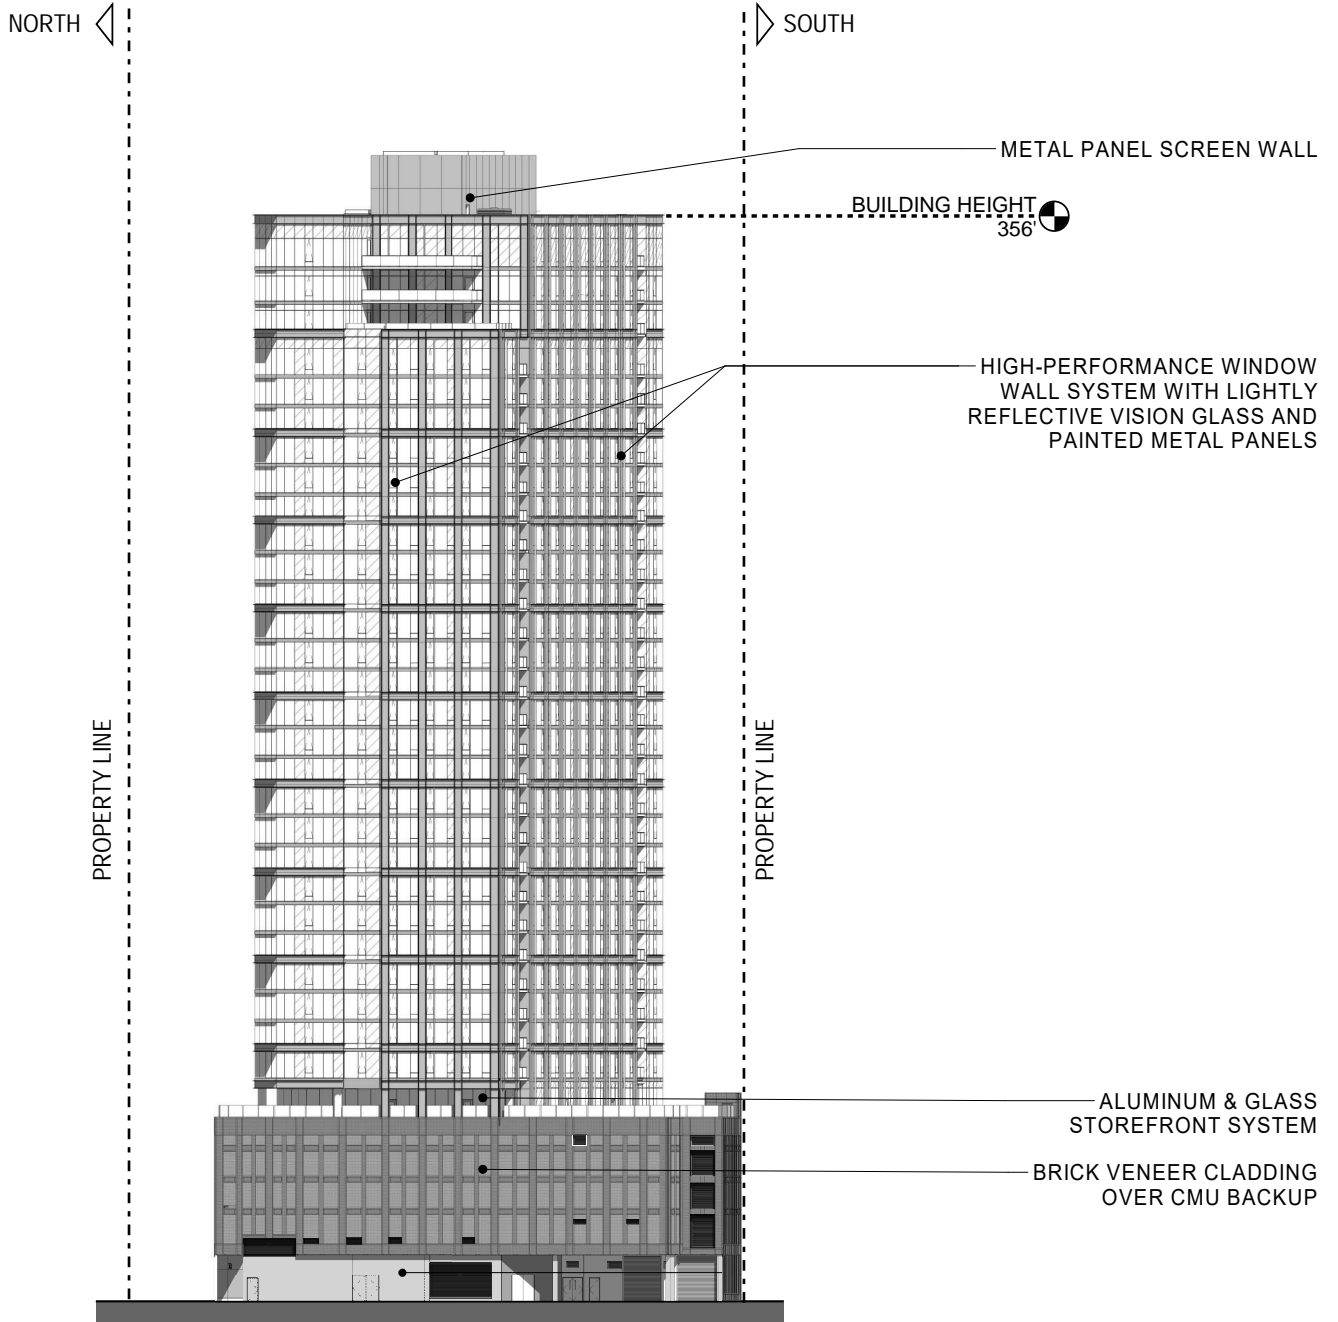 NORTH
SOUTH
METAL PANEL SCREEN WALL
BUILDING HEIGHT
356'
HIGH-PERFORMANCE WINDOW
WALL SYSTEM WITH LIGHTLY
REFLECTIVE VISION GLASS AND
PAINTED METAL PANELS
PROPERTY LINE
PROPERTY LINE
ALUMINUM & GLASS
STOREFRONT SYSTEM
BRICK VENEER CLADDING
OVER CMU BACKUP